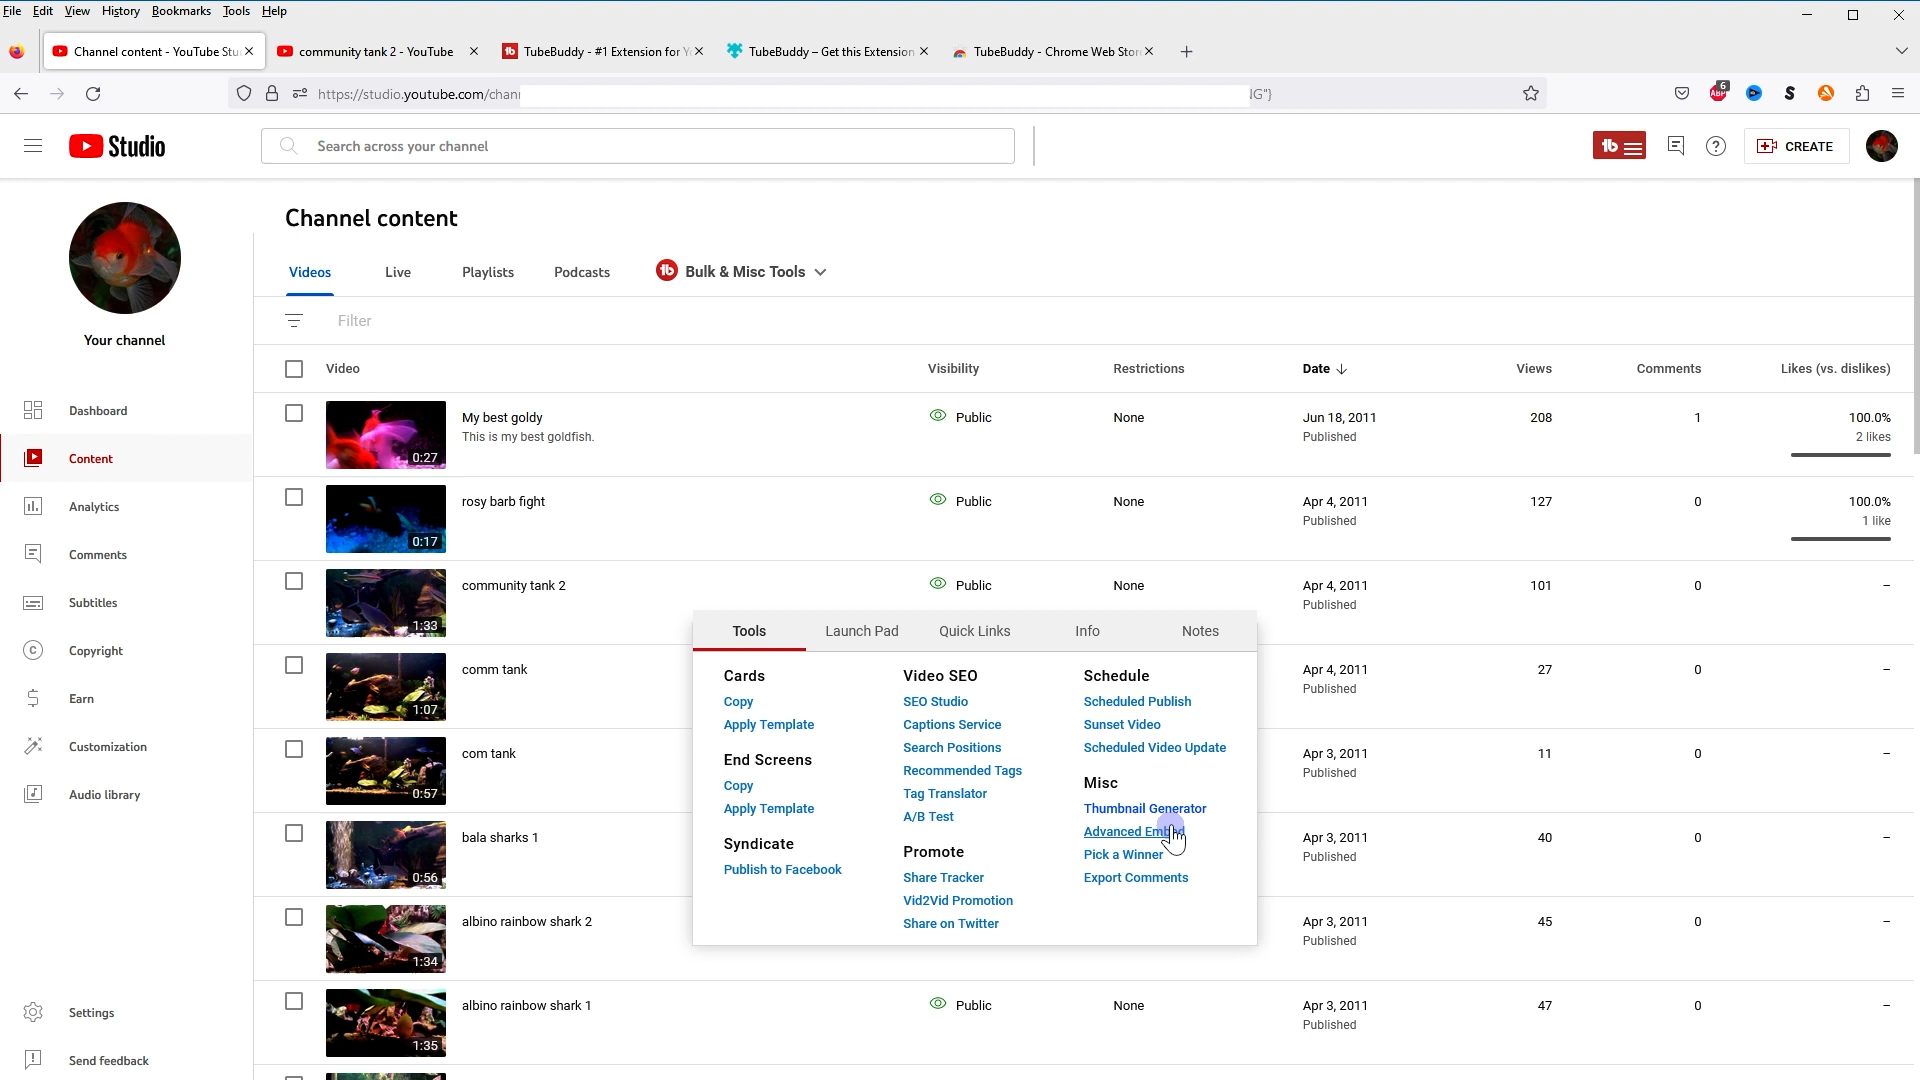 File Edit View History Bookmarks Tools Help
Channel content - YouTube Stu
community tank 2 - YouTube
TubeBuddy - #1 Extension for Y
TubeBuddy – Get this Extension
TubeBuddy - Chrome Web Stor
https://studio.youtube.com/chan
IG"}
6
ABP
S
Studio
Search across your channel
tb
?
CREATE
Channel content
Your channel
Videos Live Playlists Podcasts tb Bulk & Misc Tools
Filter
Video Visibility Restrictions Date Views Comments Likes (vs. dislikes)
Dashboard
Content
Analytics
Comments
Subtitles
Copyright
Earn
Customization
Audio library
Settings
Send feedback
My best goldy Public None Jun 18, 2011 208 1 100.0%
This is my best goldfish. Published 2 likes
0:27
rosy barb fight Public None Apr 4, 2011 127 0 100.0%
Published 1 like
0:17
community tank 2 Public None Apr 4, 2011 101 0 –
Published
1:33
comm tank Apr 4, 2011 27 0 –
Published
1:07
com tank Apr 3, 2011 11 0 –
Published
0:57
bala sharks 1 Apr 3, 2011 40 0 –
Published
0:56
albino rainbow shark 2 Apr 3, 2011 45 0 –
Published
1:34
albino rainbow shark 1 Public None Apr 3, 2011 47 0 –
Published
1:35
Tools Launch Pad Quick Links Info Notes
Cards
Copy
Apply Template
End Screens
Copy
Apply Template
Syndicate
Publish to Facebook
Video SEO
SEO Studio
Captions Service
Search Positions
Recommended Tags
Tag Translator
A/B Test
Promote
Share Tracker
Vid2Vid Promotion
Share on Twitter
Schedule
Scheduled Publish
Sunset Video
Scheduled Video Update
Misc
Thumbnail Generator
Advanced Embed
Pick a Winner
Export Comments